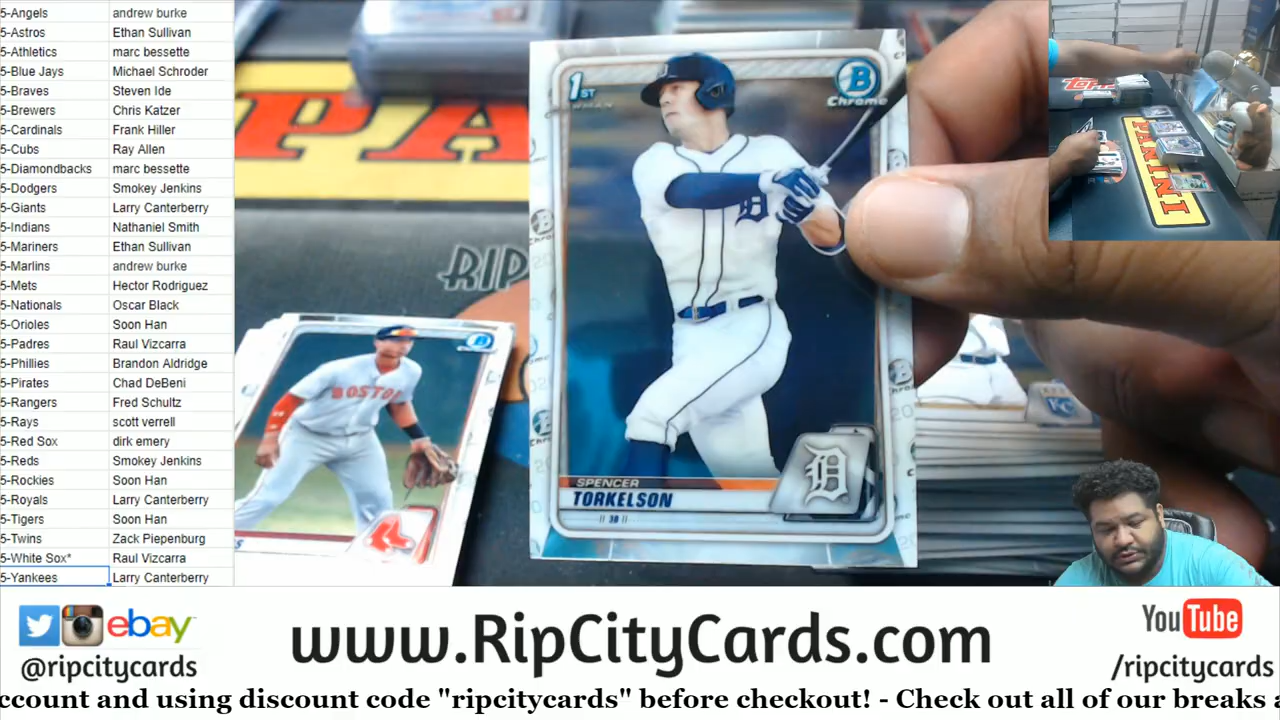 5-Angels andrew burke
5-Astros Ethan Sullivan
5-Athletics marc bessette
5-Blue Jays Michael Schroder
5-Braves Steven Ide
5-Brewers Chris Katzer
5-Cardinals Frank Hiller
5-Cubs Ray Allen
5-Diamondbacks marc bessette
5-Dodgers Smokey Jenkins
5-Giants Larry Canterberry
5-Indians Nathaniel Smith
5-Mariners Ethan Sullivan
5-Marlins andrew burke
5-Mets Hector Rodriguez
5-Nationals Oscar Black
5-Orioles Soon Han
5-Padres Raul Vizcarra
5-Phillies Brandon Aldridge
5-Pirates Chad DeBeni
5-Rangers Fred Schultz
5-Rays scott verrell
5-Red Sox dirk emery
5-Reds Smokey Jenkins
5-Rockies Soon Han
5-Royals Larry Canterberry
5-Tigers Soon Han
5-Twins Zack Piepenburg
5-White Sox* Raul Vizcarra
5-Yankees Larry Canterberry
PA
RIP
1ST
B
Chrome
D
SPENCER
TORKELSON
3B
BOSTON
B
KC
Topps
PANINI
ebay
@ripcitycards
www.RipCityCards.com
YouTube
/ripcitycards
ccount and using discount code "ripcitycards" before checkout! - Check out all of our breaks a